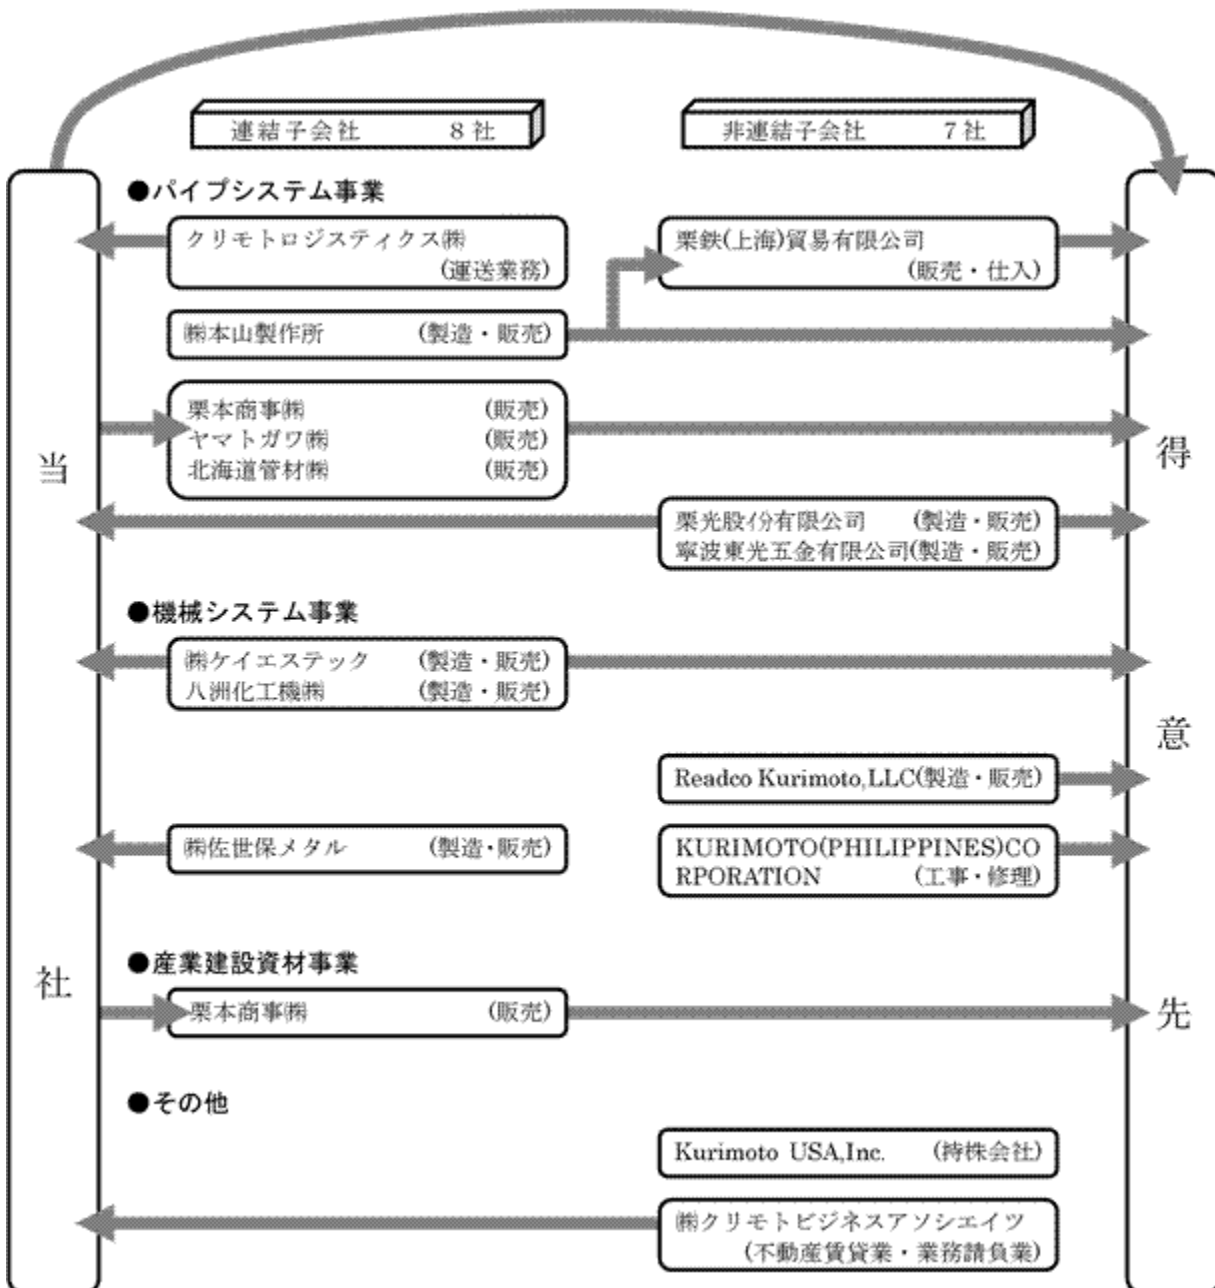 連結子会社 8社
非連結子会社 7社
●パイプシステム事業
クリモトロジスティクス㈱
(運送業務)
栗鉄(上海)貿易有限公司
(販売・仕入)
㈱本山製作所 (製造・販売)
栗本商事㈱ (販売)
ヤマトガワ㈱ (販売)
北海道管材㈱ (販売)
栗光股份有限公司 (製造・販売)
寧波東光五金有限公司(製造・販売)
●機械システム事業
㈱ケイエステック (製造・販売)
八洲化工機㈱ (製造・販売)
Readco Kurimoto,LLC(製造・販売)
㈱佐世保メタル (製造・販売)
KURIMOTO(PHILIPPINES)CO
RPORATION (工事・修理)
●産業建設資材事業
栗本商事㈱ (販売)
●その他
Kurimoto USA,Inc. (持株会社)
㈱クリモトビジネスアソシエイツ
(不動産賃貸業・業務請負業)
当社
得意先